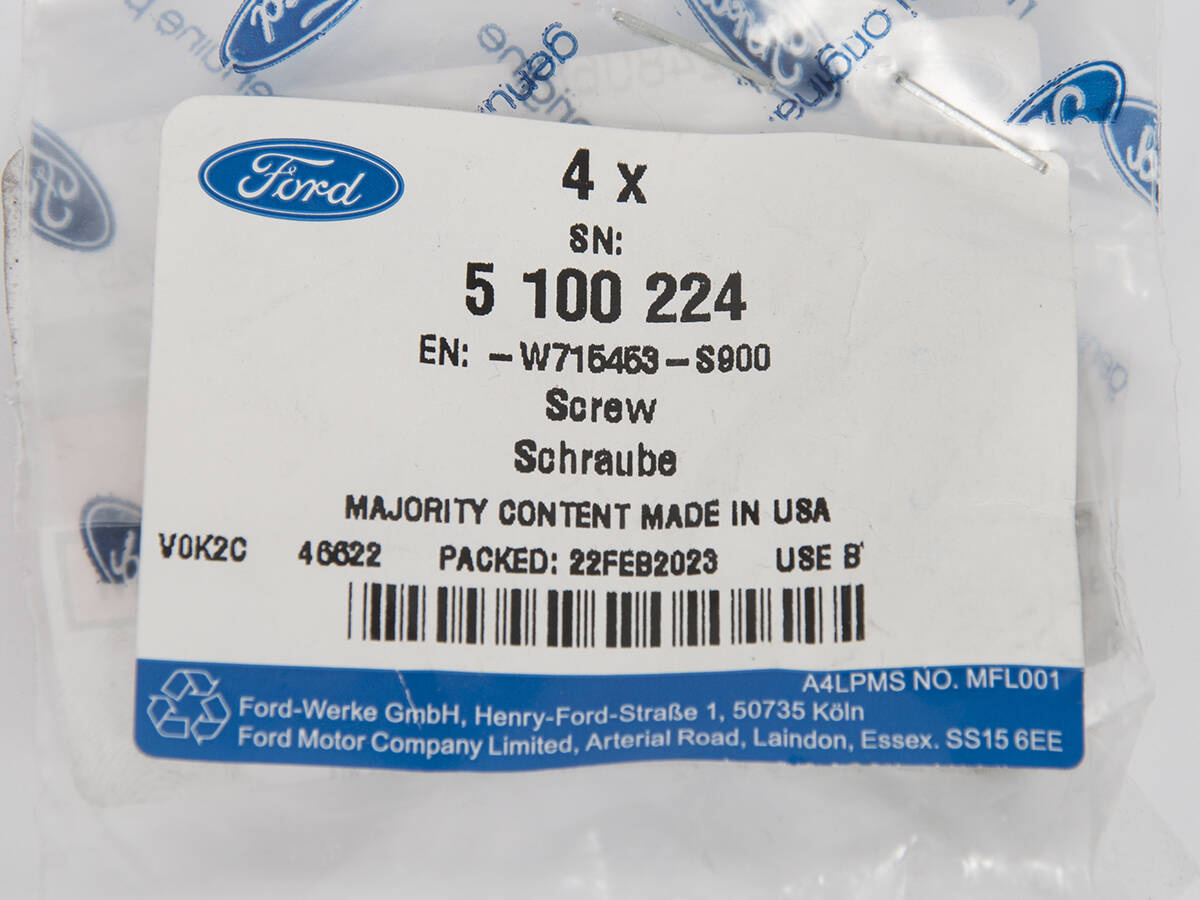 Ford
4 x
SN:
5 100 224
EN: -W715453-S900
Screw
Schraube
MAJORITY CONTENT MADE IN USA
V0K2C 46622 PACKED: 22FEB2023 USE B
A4LPMS NO. MFL001
Ford-Werke GmbH, Henry-Ford-Straße 1, 50735 Köln
Ford Motor Company Limited, Arterial Road, Laindon, Essex. SS15 6EE